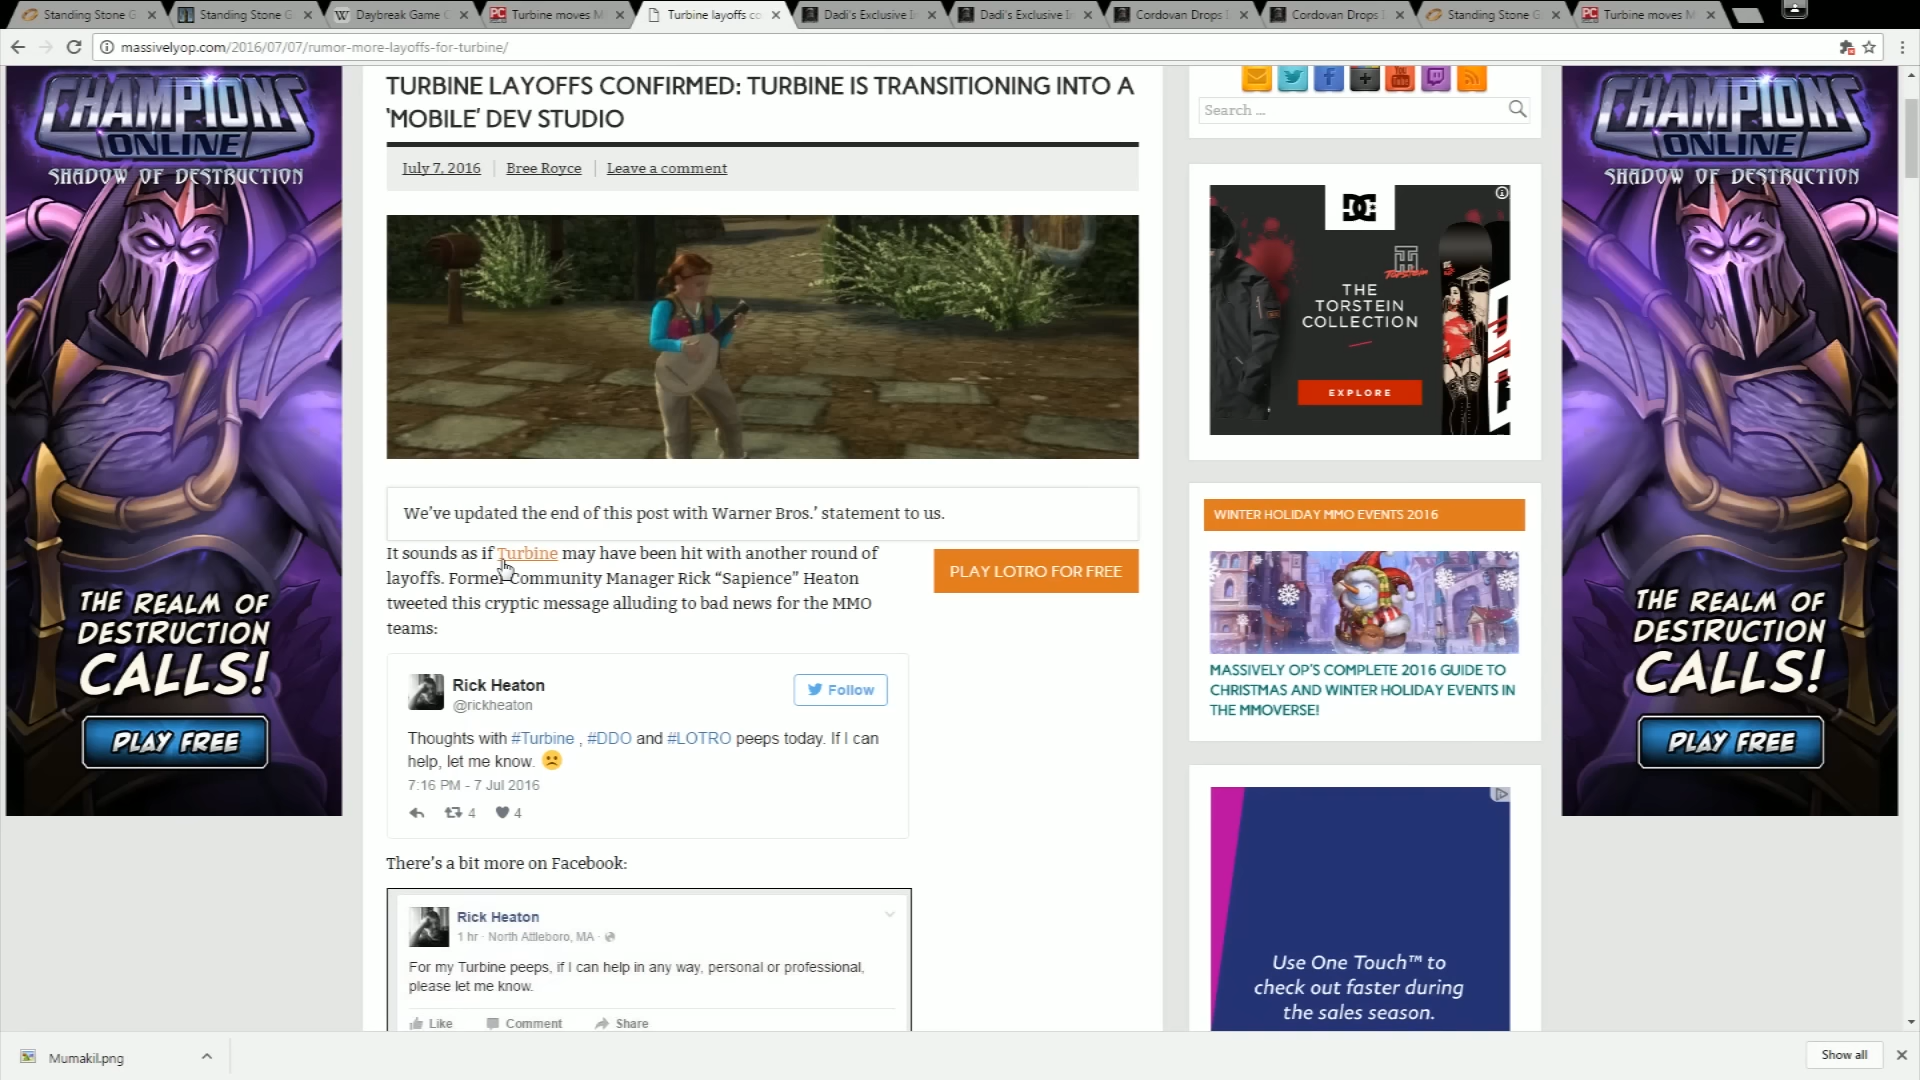 Standing Stone G
Standing Stone G
Daybreak Game C
Turbine moves M
Turbine layoffs co
Dadi's Exclusive I
Dadi's Exclusive I
Cordovan Drops
Cordovan Drops
Standing Stone G
Turbine moves M
massivelyop.com/2016/07/07/rumor-more-layoffs-for-turbine/
CHAMPIONS
ONLINE
SHADOW OF DESTRUCTION
THE REALM OF
DESTRUCTION
CALLS!
PLAY FREE
TURBINE LAYOFFS CONFIRMED: TURBINE IS TRANSITIONING INTO A
'MOBILE' DEV STUDIO
July 7, 2016 | Bree Royce | Leave a comment
We've updated the end of this post with Warner Bros.' statement to us.
It sounds as if Turbine may have been hit with another round of
layoffs. Former Community Manager Rick “Sapience” Heaton
tweeted this cryptic message alluding to bad news for the MMO
teams:
PLAY LOTRO FOR FREE
Rick Heaton
@rickheaton
Follow
Thoughts with #Turbine , #DDO and #LOTRO peeps today. If I can
help, let me know.
7:16 PM - 7 Jul 2016
4 4
There's a bit more on Facebook:
Rick Heaton
1 hr · North Attleboro, MA ·
For my Turbine peeps, if I can help in any way, personal or professional,
please let me know.
Like Comment Share
You
Search ...
DC
TORSTEIN
THE
TORSTEIN
COLLECTION
EXPLORE
WINTER HOLIDAY MMO EVENTS 2016
MASSIVELY OP'S COMPLETE 2016 GUIDE TO
CHRISTMAS AND WINTER HOLIDAY EVENTS IN
THE MMOVERSE!
Use One Touch™ to
check out faster during
the sales season.
CHAMPIONS
ONLINE
SHADOW OF DESTRUCTION
THE REALM OF
DESTRUCTION
CALLS!
PLAY FREE
Mumakil.png
Show all